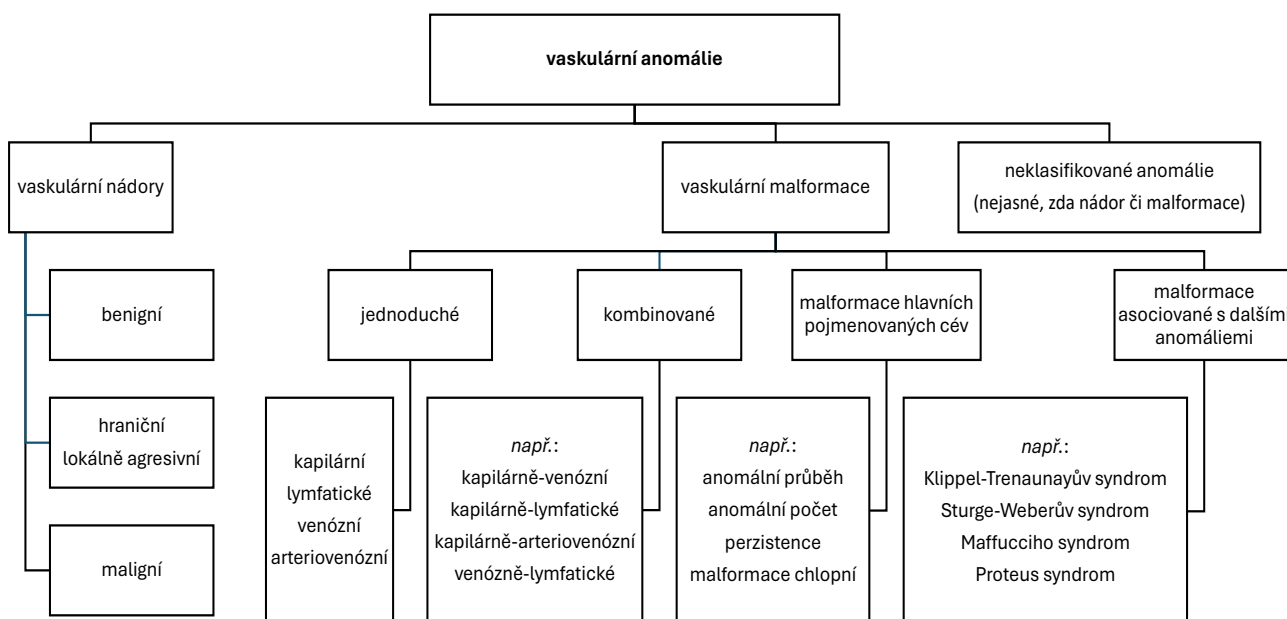 vaskulární anomálie
vaskulární nádory
vaskulární malformace
neklasifikované anomálie
(nejasné, zda nádor či malformace)
benigní
hraniční
lokálně agresivní
maligní
jednoduché
kombinované
malformace hlavních
pojmenovaných cév
malformace
asociované s dalším
anomáliemi
kapilární
lymfatické
venózní
arteriovenózní
např.:
kapilárně-venózní
kapilárně-lymfatické
kapilárně-arteriovenózní
venózně-lymfatické
např.:
anomální průběh
anomální počet
perzistence
malformace chlopní
např.:
Klippel-Trenaunayův syndrom
Sturge-Weberův syndrom
Maffucciho syndrom
Proteus syndrom